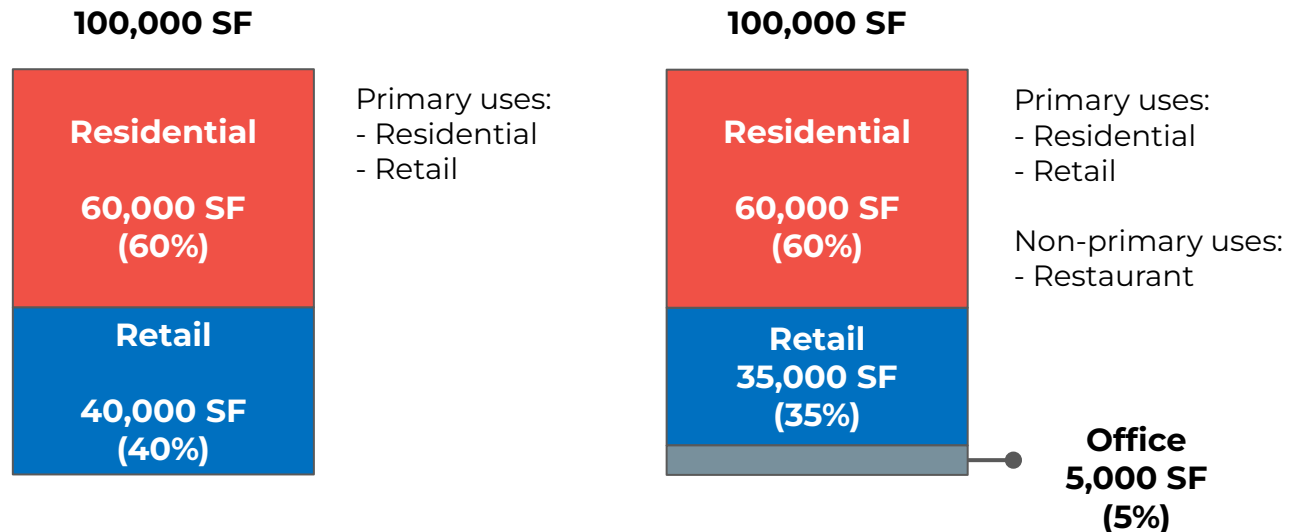 100,000 SF
Residential
60,000 SF
(60%)
Retail
40,000 SF
(40%)
Primary uses:
- Residential
- Retail
100,000 SF
Residential
60,000 SF
(60%)
Retail
35,000 SF
(35%)
Primary uses:
- Residential
- Retail
Non-primary uses:
- Restaurant
Office
5,000 SF
(5%)